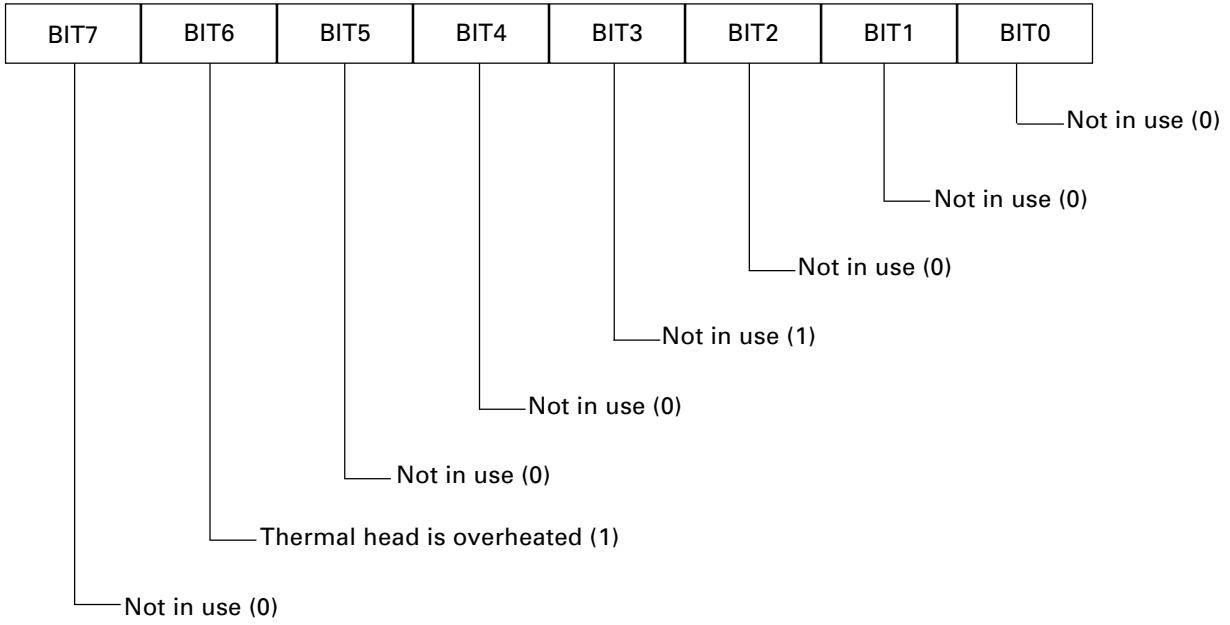 BIT7 BIT6 BIT5 BIT4 BIT3 BIT2 BIT1 BIT0
Not in use (0)
Not in use (0)
Not in use (0)
Not in use (1)
Not in use (0)
Not in use (0)
Thermal head is overheated (1)
Not in use (0)